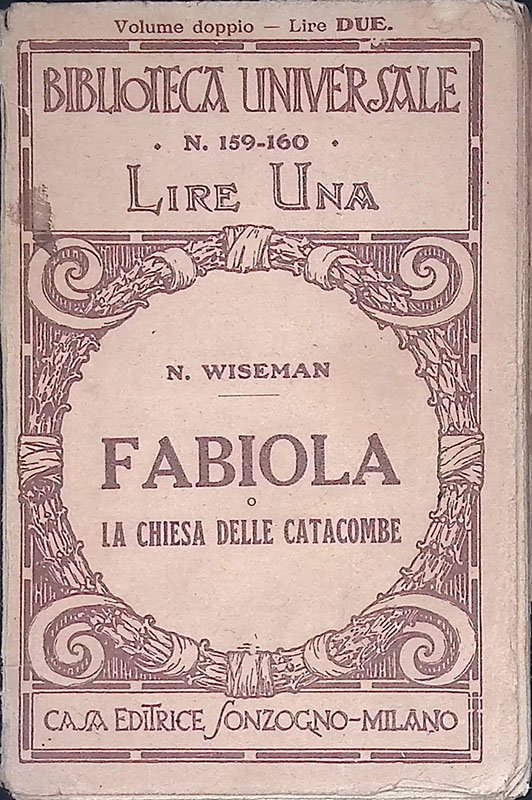 Volume doppio — Lire DUE.
BIBLIOTECA UNIVERSALE
• N. 159-160 •
LIRE UNA
N. WISEMAN
FABIOLA
O
LA CHIESA DELLE CATACOMBE
CASA EDITRICE SONZOGNO-MILANO